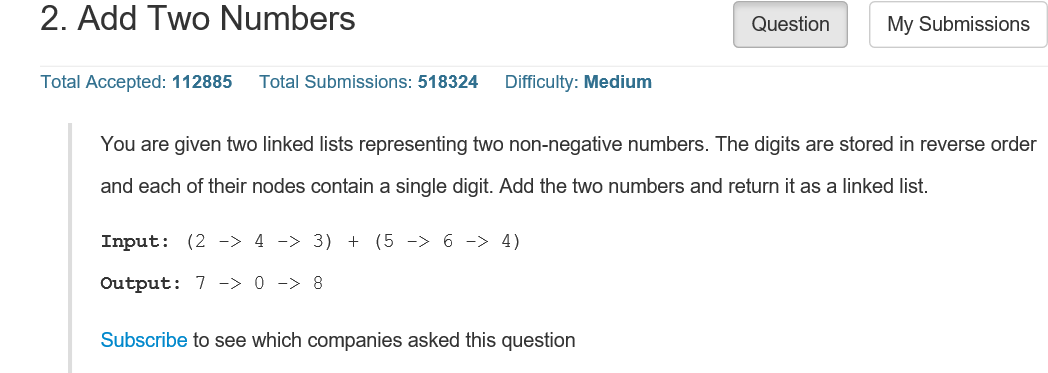 2. Add Two Numbers
Question
My Submissions
Total Accepted: 112885 Total Submissions: 518324 Difficulty: Medium
You are given two linked lists representing two non-negative numbers. The digits are stored in reverse order
and each of their nodes contain a single digit. Add the two numbers and return it as a linked list.
Input: (2 -> 4 -> 3) + (5 -> 6 -> 4)
Output: 7 -> 0 -> 8
Subscribe to see which companies asked this question